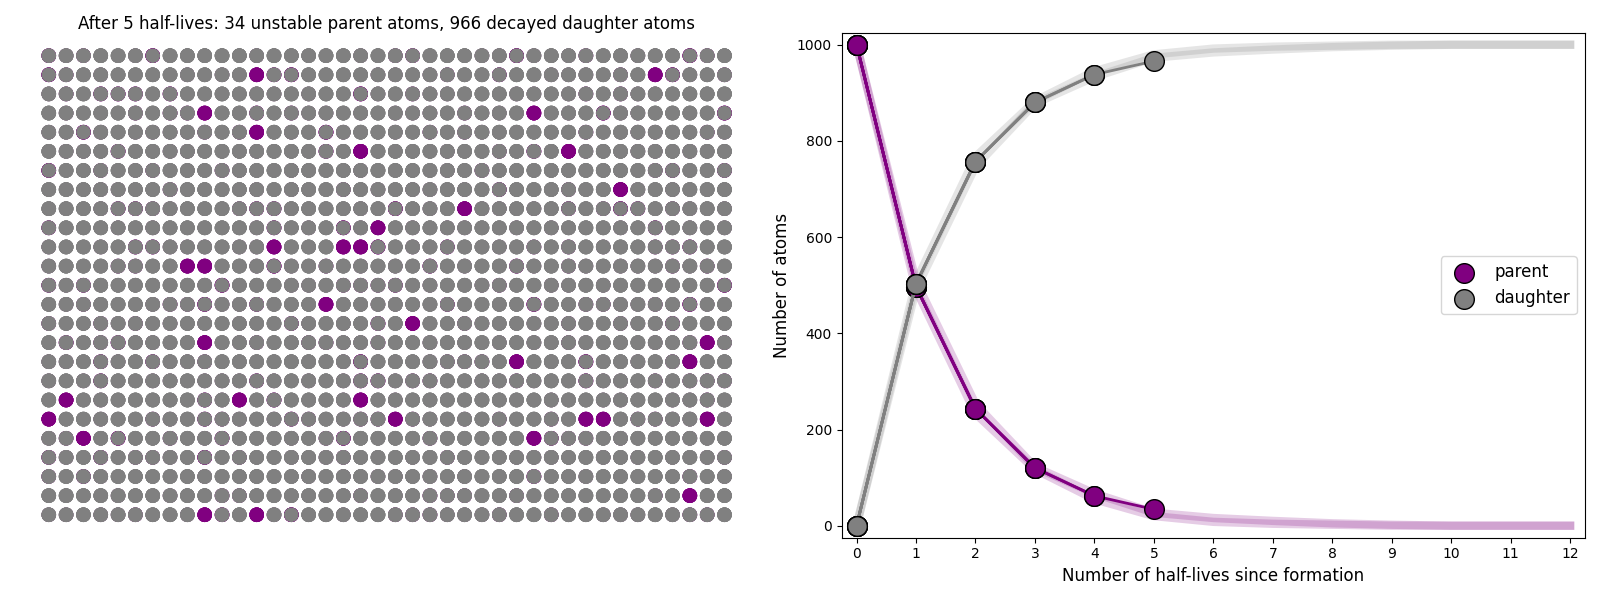 After 5 half-lives: 34 unstable parent atoms, 966 decayed daughter atoms
1000
800
600
400
200
0
Number of atoms
parent
daughter
0 1 2 3 4 5 6 7 8 9 10 11 12
Number of half-lives since formation